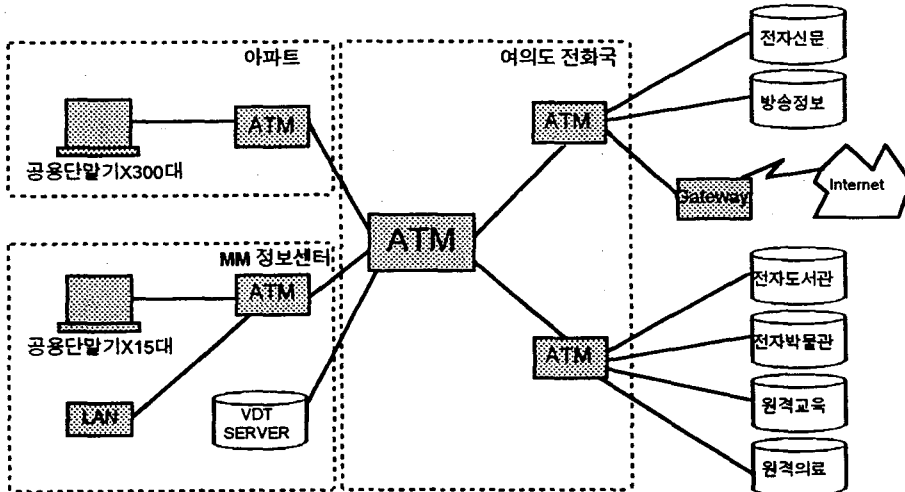 아파트
여의도 전화국
전자신문
방송정보
ATM
ATM
공용단말기X300대
Gateway
Internet
ATM
MM 정보센터
ATM
공용단말기X15대
전자도서관
전자박물관
ATM
LAN
VDT
SERVER
원격교육
원격의료